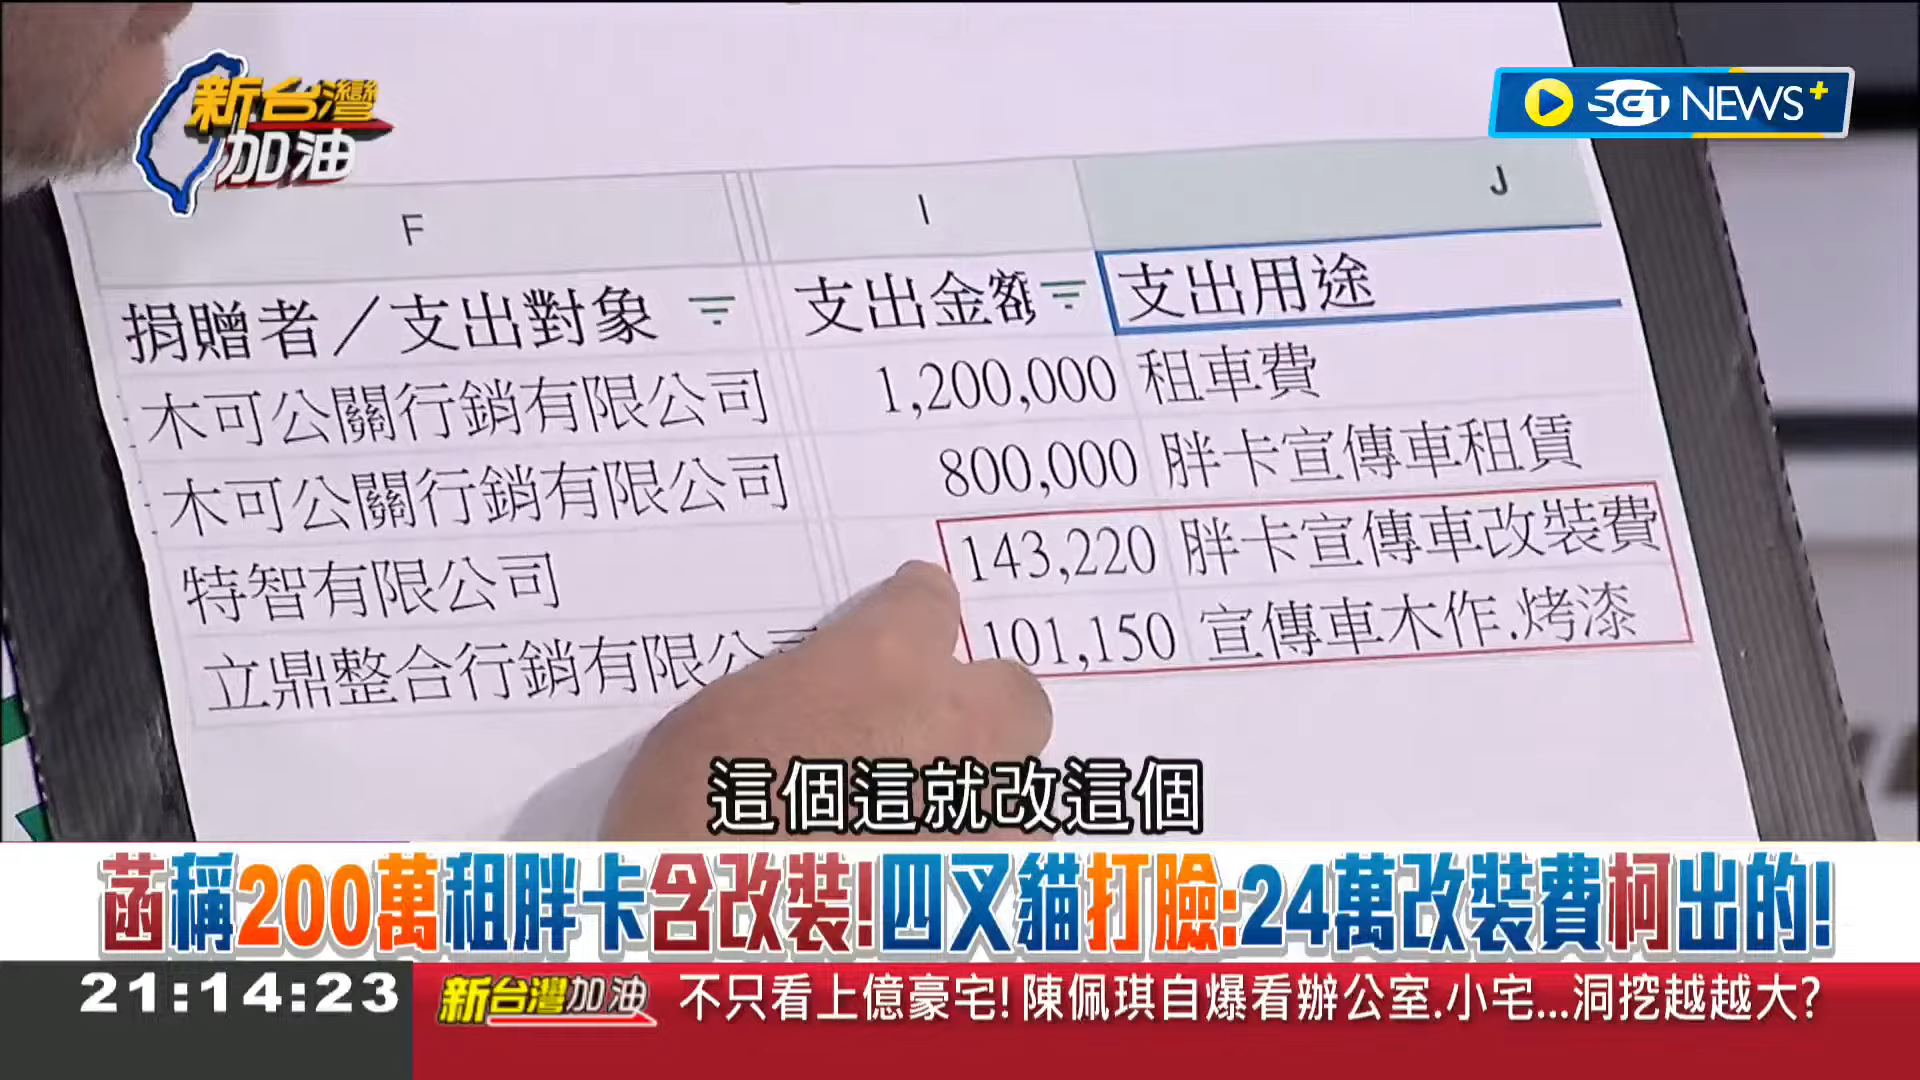 新台灣
加油
SET NEWS+
F I J
捐贈者／支出對象 支出金額 支出用途
木可公關行銷有限公司 1,200,000 租車費
木可公關行銷有限公司 800,000 胖卡宣傳車租賃
特智有限公司 143,220 胖卡宣傳車改裝費
立鼎整合行銷有限公司 101,150 宣傳車木作.烤漆
這個這就改這個
菡稱200萬租胖卡含改裝!四叉貓打臉:24萬改裝費柯出的!
21:14:23 新台灣加油 不只看上億豪宅!陳佩琪自爆看辦公室.小宅...洞挖越越大?